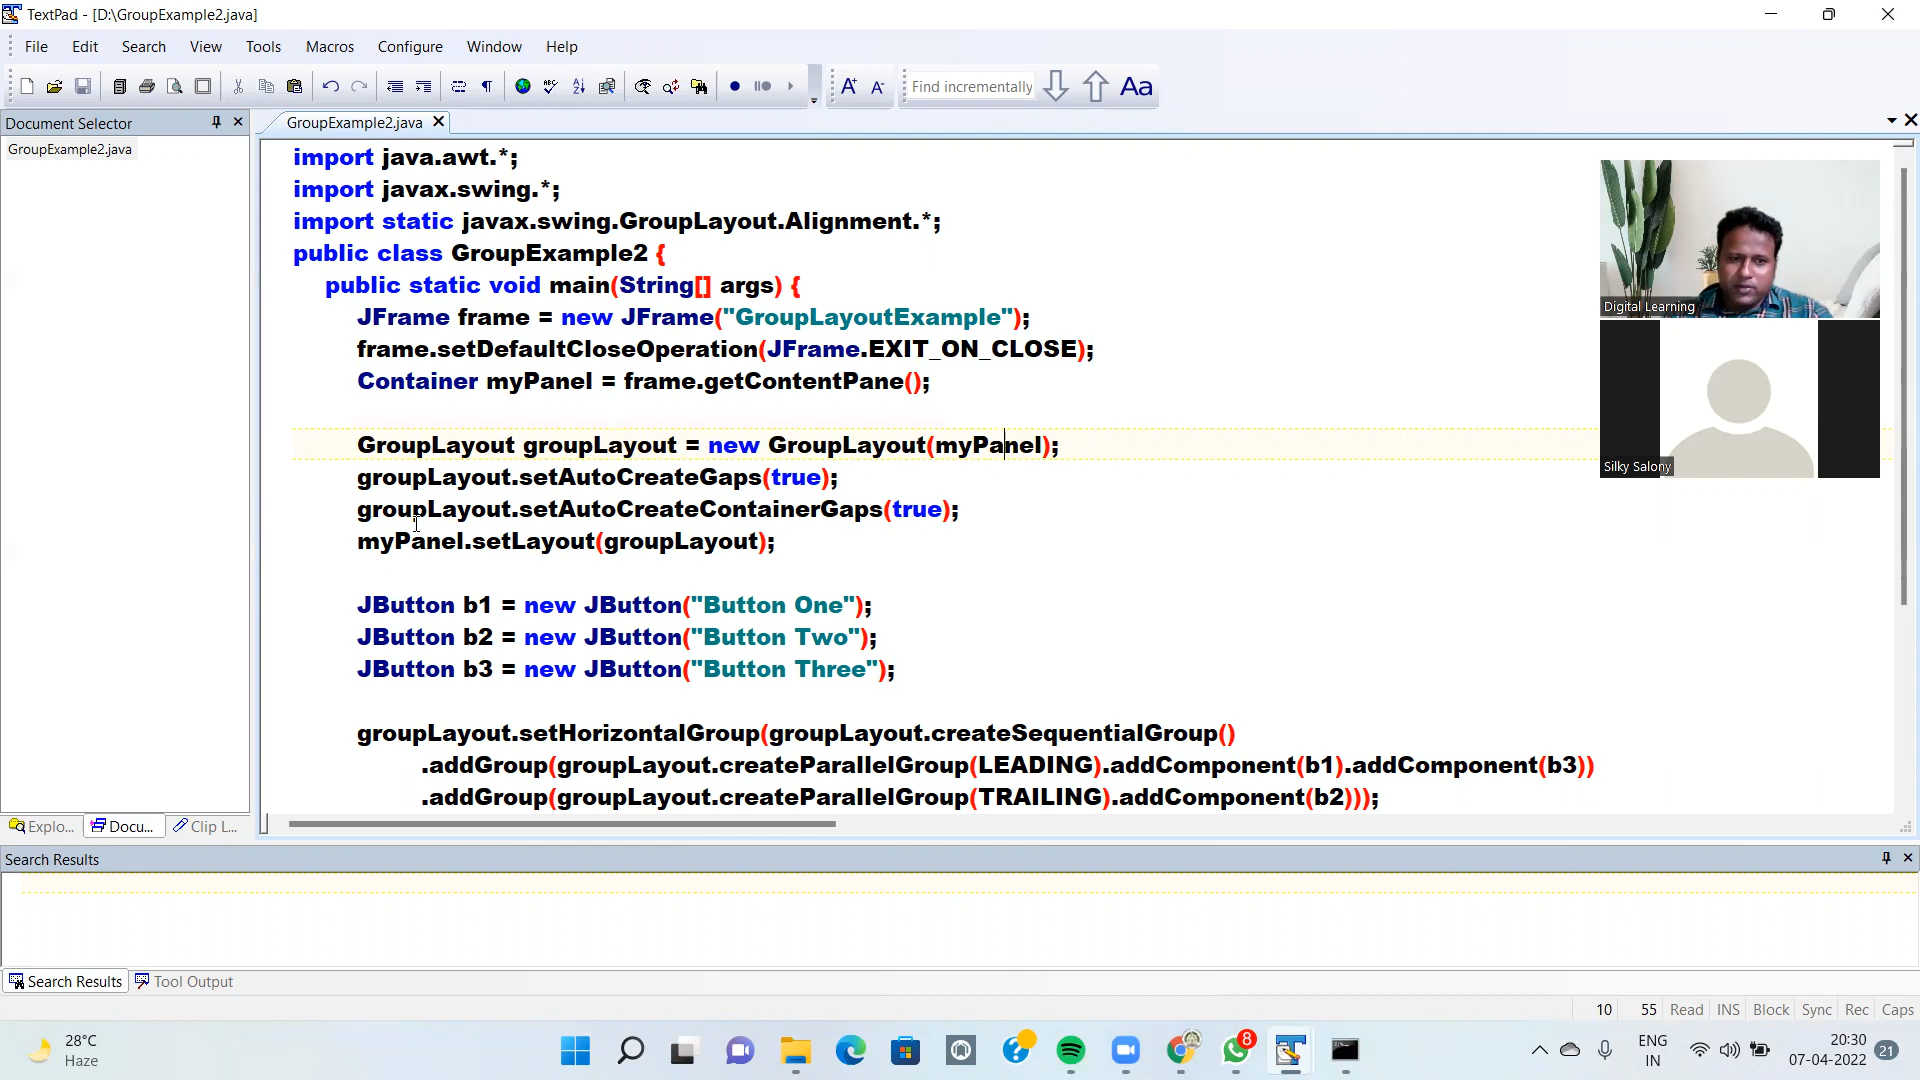 TextPad - [D:\GroupExample2.java]
File Edit Search View Tools Macros Configure Window Help
Find incrementally Aa
Document Selector
GroupExample2.java
GroupExample2.java
import java.awt.*;
import javax.swing.*;
import static javax.swing.GroupLayout.Alignment.*;
public class GroupExample2 {
public static void main(String[] args) {
JFrame frame = new JFrame("GroupLayoutExample");
frame.setDefaultCloseOperation(JFrame.EXIT_ON_CLOSE);
Container myPanel = frame.getContentPane();
GroupLayout groupLayout = new GroupLayout(myPanel);
groupLayout.setAutoCreateGaps(true);
groupLayout.setAutoCreateContainerGaps(true);
myPanel.setLayout(groupLayout);
JButton b1 = new JButton("Button One");
JButton b2 = new JButton("Button Two");
JButton b3 = new JButton("Button Three");
groupLayout.setHorizontalGroup(groupLayout.createSequentialGroup()
.addGroup(groupLayout.createParallelGroup(LEADING).addComponent(b1).addComponent(b3))
.addGroup(groupLayout.createParallelGroup(TRAILING).addComponent(b2)));
Digital Learning
Silky Salony
Explo... Docu... Clip L...
Search Results
Search Results Tool Output
10 55 Read INS Block Sync Rec Caps
28°C
Haze
8
ENG
IN
20:30
07-04-2022
21